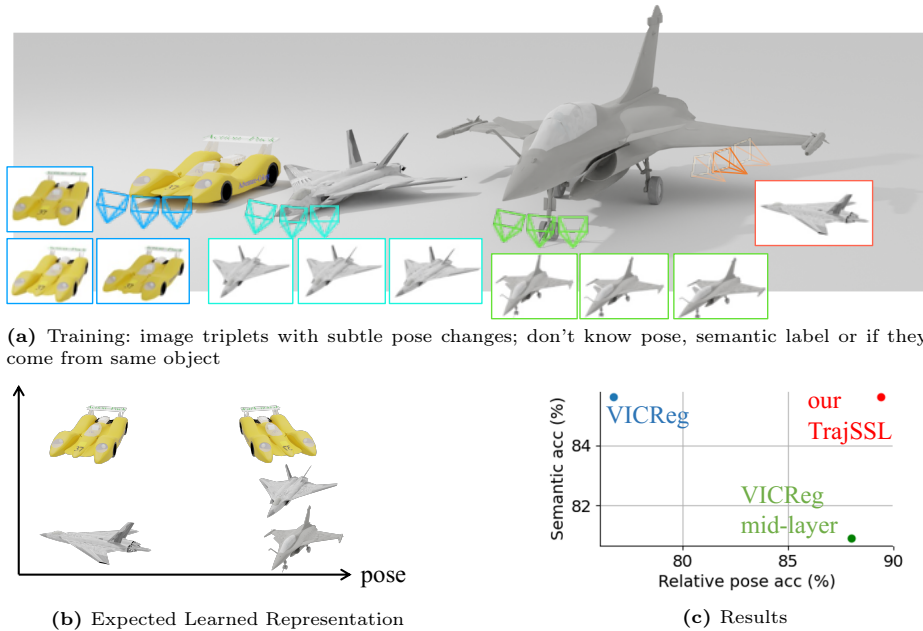 (a) Training: image triplets with subtle pose changes; don't know pose, semantic label or if they
come from same object
pose
(b) Expected Learned Representation
VICReg
our
TrajSSL
VICReg
mid-layer
84
82
80
85
90
Semantic acc (%)
Relative pose acc (%)
(c) Results